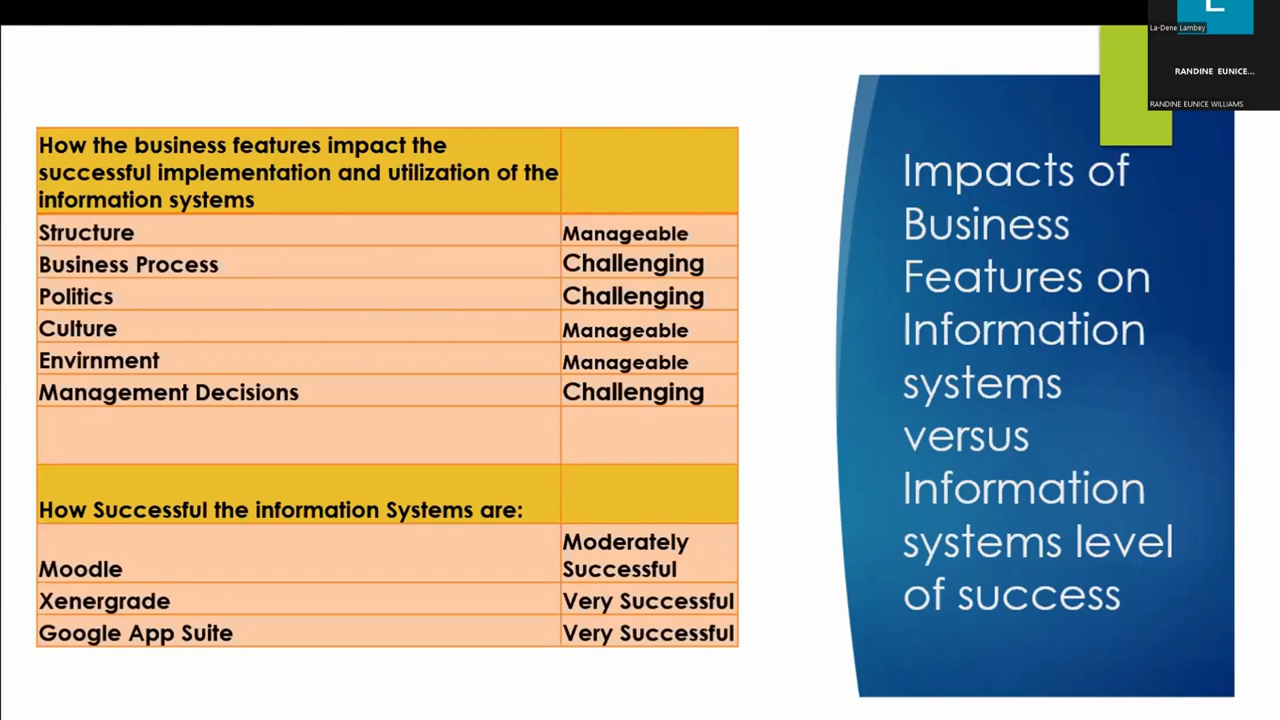 La-Dene Lambey
RANDINE EUNICE...
RANDINE EUNICE WILLIAMS
How the business features impact the
successful implementation and utilization of the
information systems
Structure Manageable
Business Process Challenging
Politics Challenging
Culture Manageable
Envirnment Manageable
Management Decisions Challenging
How Successful the information Systems are:
Moodle Moderately
Successful
Xenergrade Very Successful
Google App Suite Very Successful
Impacts of
Business
Features on
Information
systems
versus
Information
systems level
of success